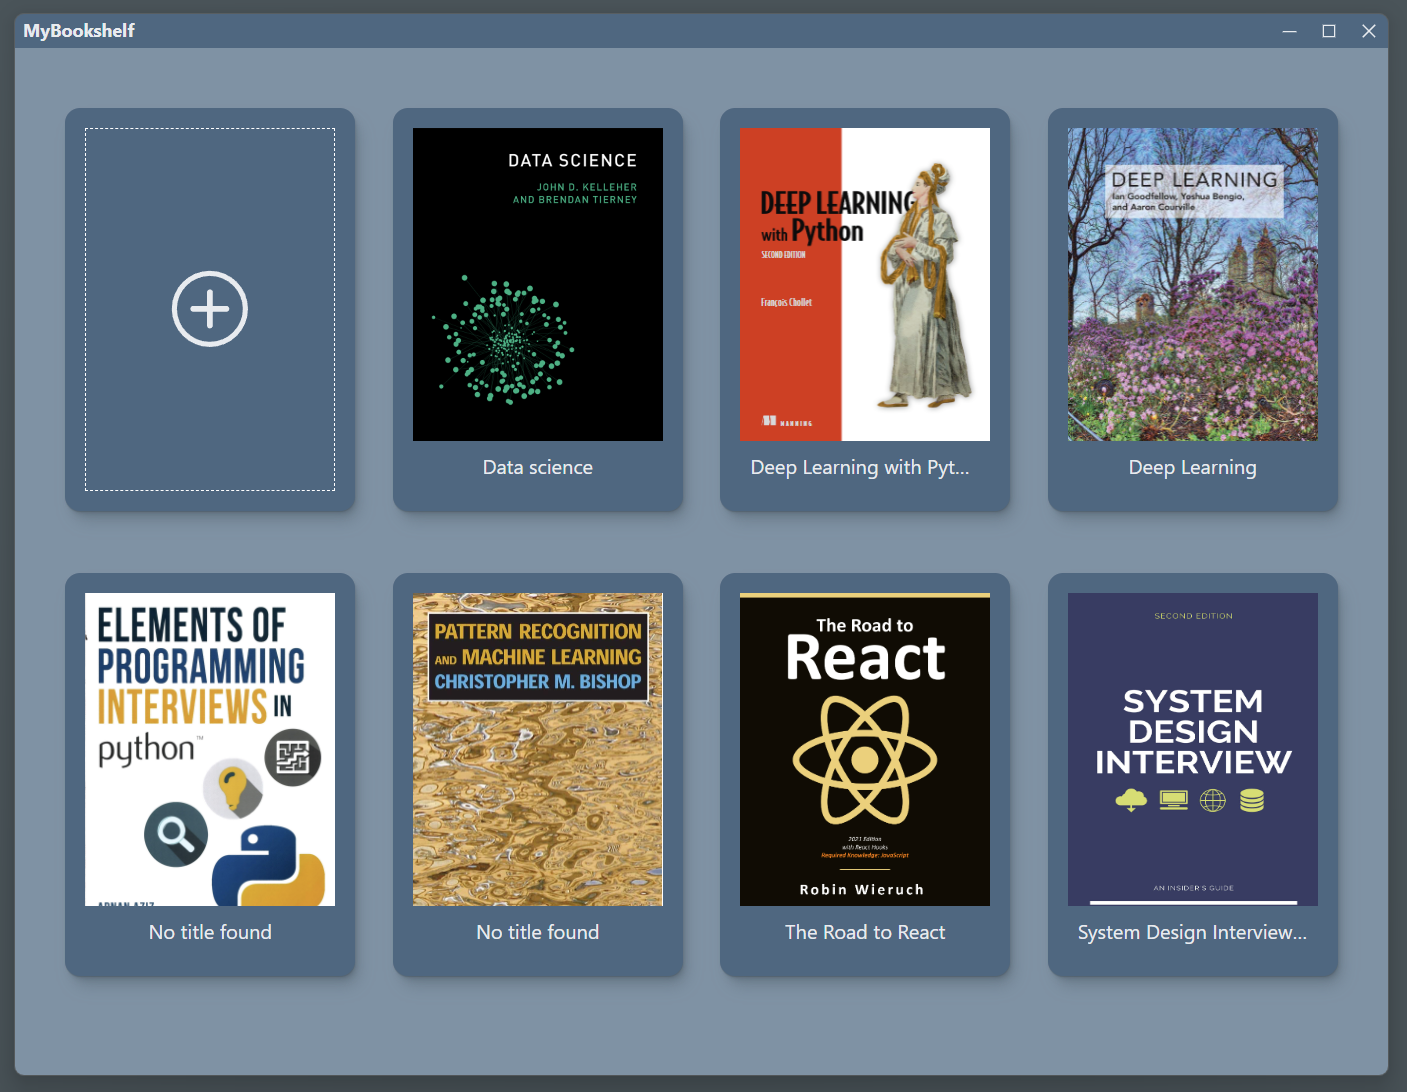 MyBookshelf
DATA SCIENCE
JOHN D. KELLEHER
AND BRENDAN TIERNEY
Data science
DEEP LEARNING
with Python
SECOND EDITION
François Chollet
MANNING
Deep Learning with Pyt...
DEEP LEARNING
Ian Goodfellow, Yoshua Bengio,
and Aaron Courville
Deep Learning
ELEMENTS OF
PROGRAMMING
INTERVIEWS IN
python™
No title found
PATTERN RECOGNITION
AND MACHINE LEARNING
CHRISTOPHER M. BISHOP
No title found
The Road to
React
2021 Edition
with React Hooks
Required Knowledge: JavaScript
Robin Wieruch
The Road to React
SECOND EDITION
SYSTEM
DESIGN
INTERVIEW
AN INSIDER'S GUIDE
System Design Interview...